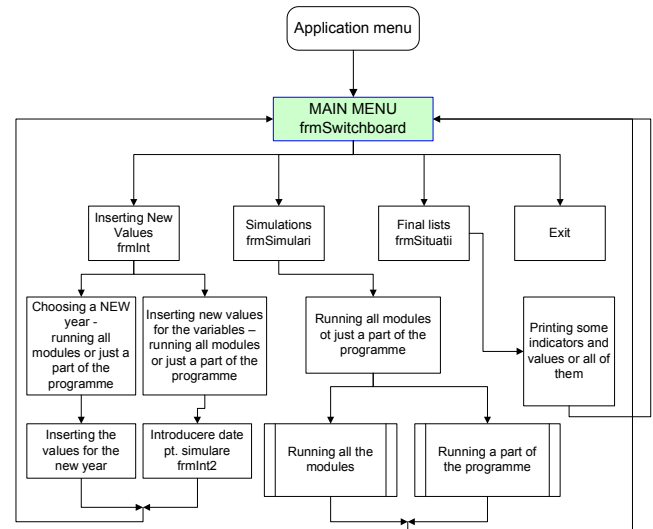 Application menu
MAIN MENU
frmSwitchboard
Inserting New
Values
frmInt
Simulations
frmSimulari
Final lists
frmSituatii
Exit
Choosing a NEW
year -
running all
modules or just a
part of the
programme
Inserting new values
for the variables –
running all modules
or just a part of the
programme
Running all modules
ot just a part of the
programme
Printing some
indicators and
values or all of
them
Inserting the
values for the
new year
Introducere date
pt. simulare
frmInt2
Running all the
modules
Running a part of
the programme